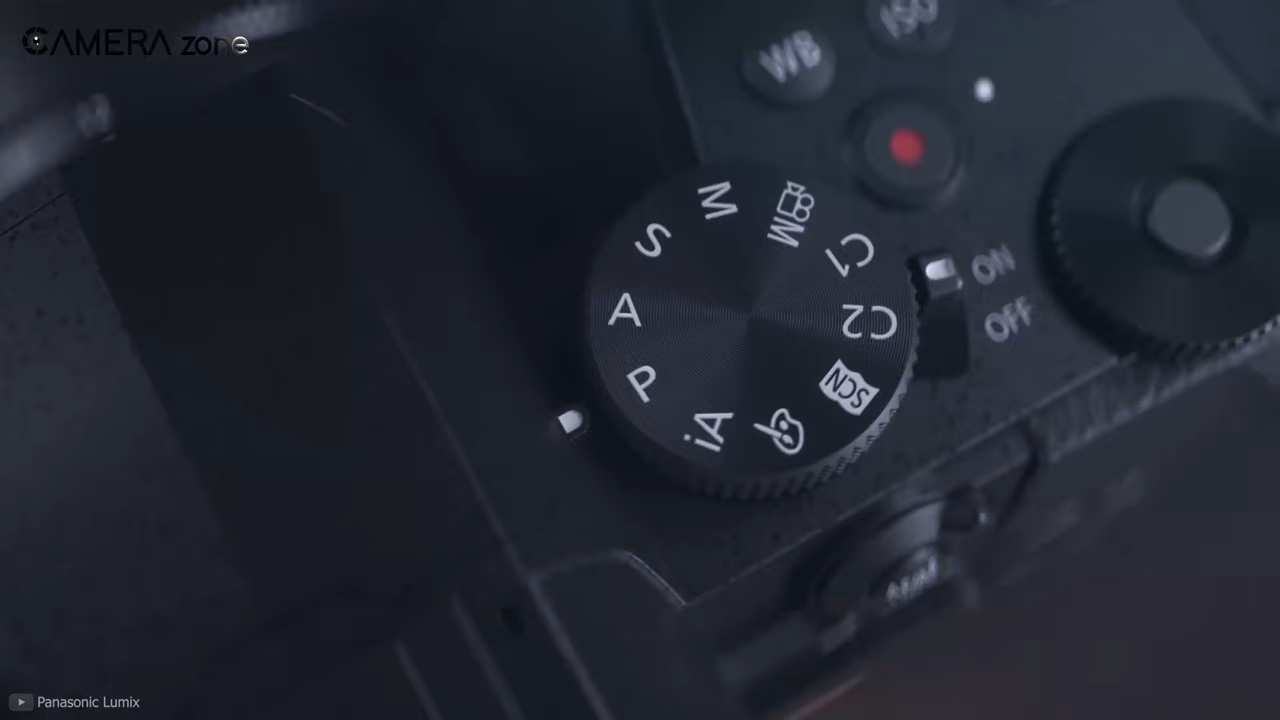 CAMERA zone
WB
ISO
M
M
S
C1
ON
A
C2
OFF
P
SCN
iA
Panasonic Lumix